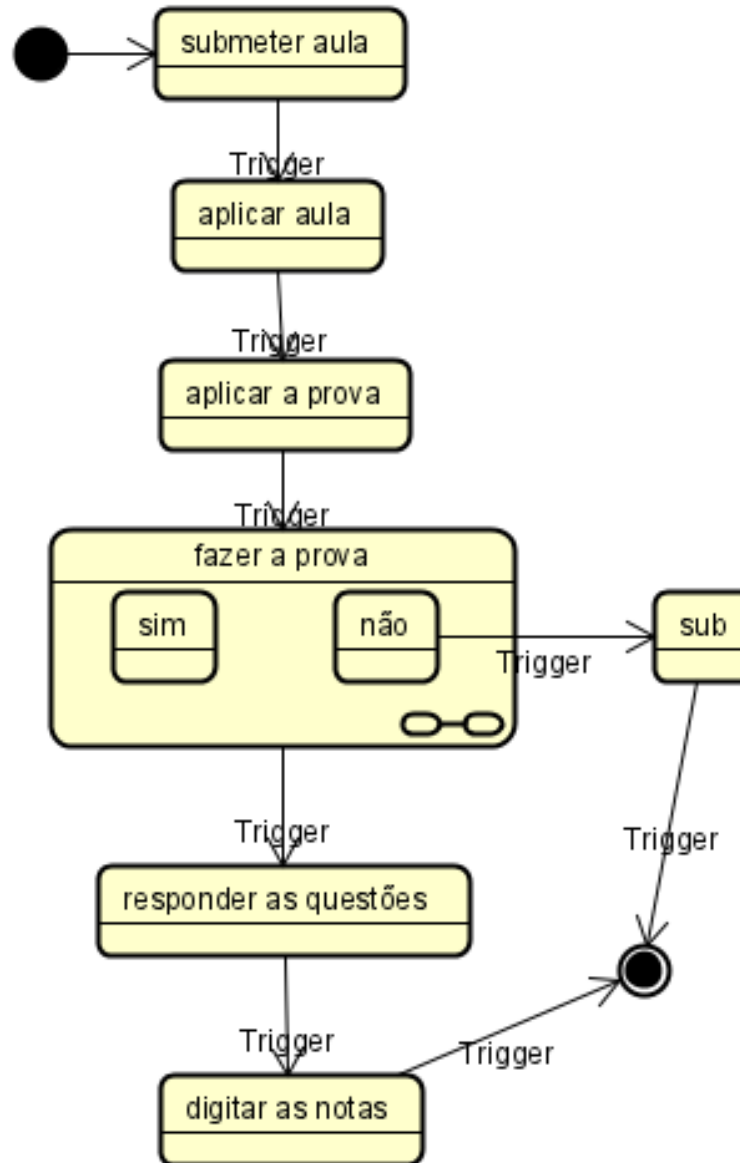 submeter aula
Trigger
aplicar aula
Trigger
aplicar a prova
Trigger
fazer a prova
sim
não
Trigger
sub
Trigger
Trigger
responder as questões
Trigger
Trigger
digitar as notas